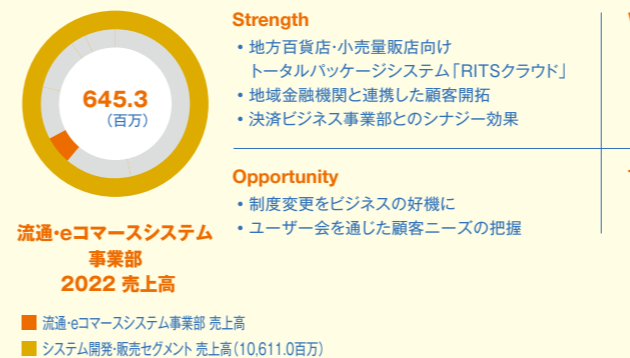 645.3
（百万）
流通・eコマースシステム
事業部
2022 売上高
流通・eコマースシステム事業部 売上高
システム開発・販売セグメント 売上高（10,611.0百万）
Strength
• 地方百貨店・小売量販店向け
トータルパッケージシステム「RITSクラウド」
• 地域金融機関と連携した顧客開拓
• 決済ビジネス事業部とのシナジー効果
Opportunity
• 制度変更をビジネスの好機に
• ユーザー会を通じた顧客ニーズの把握